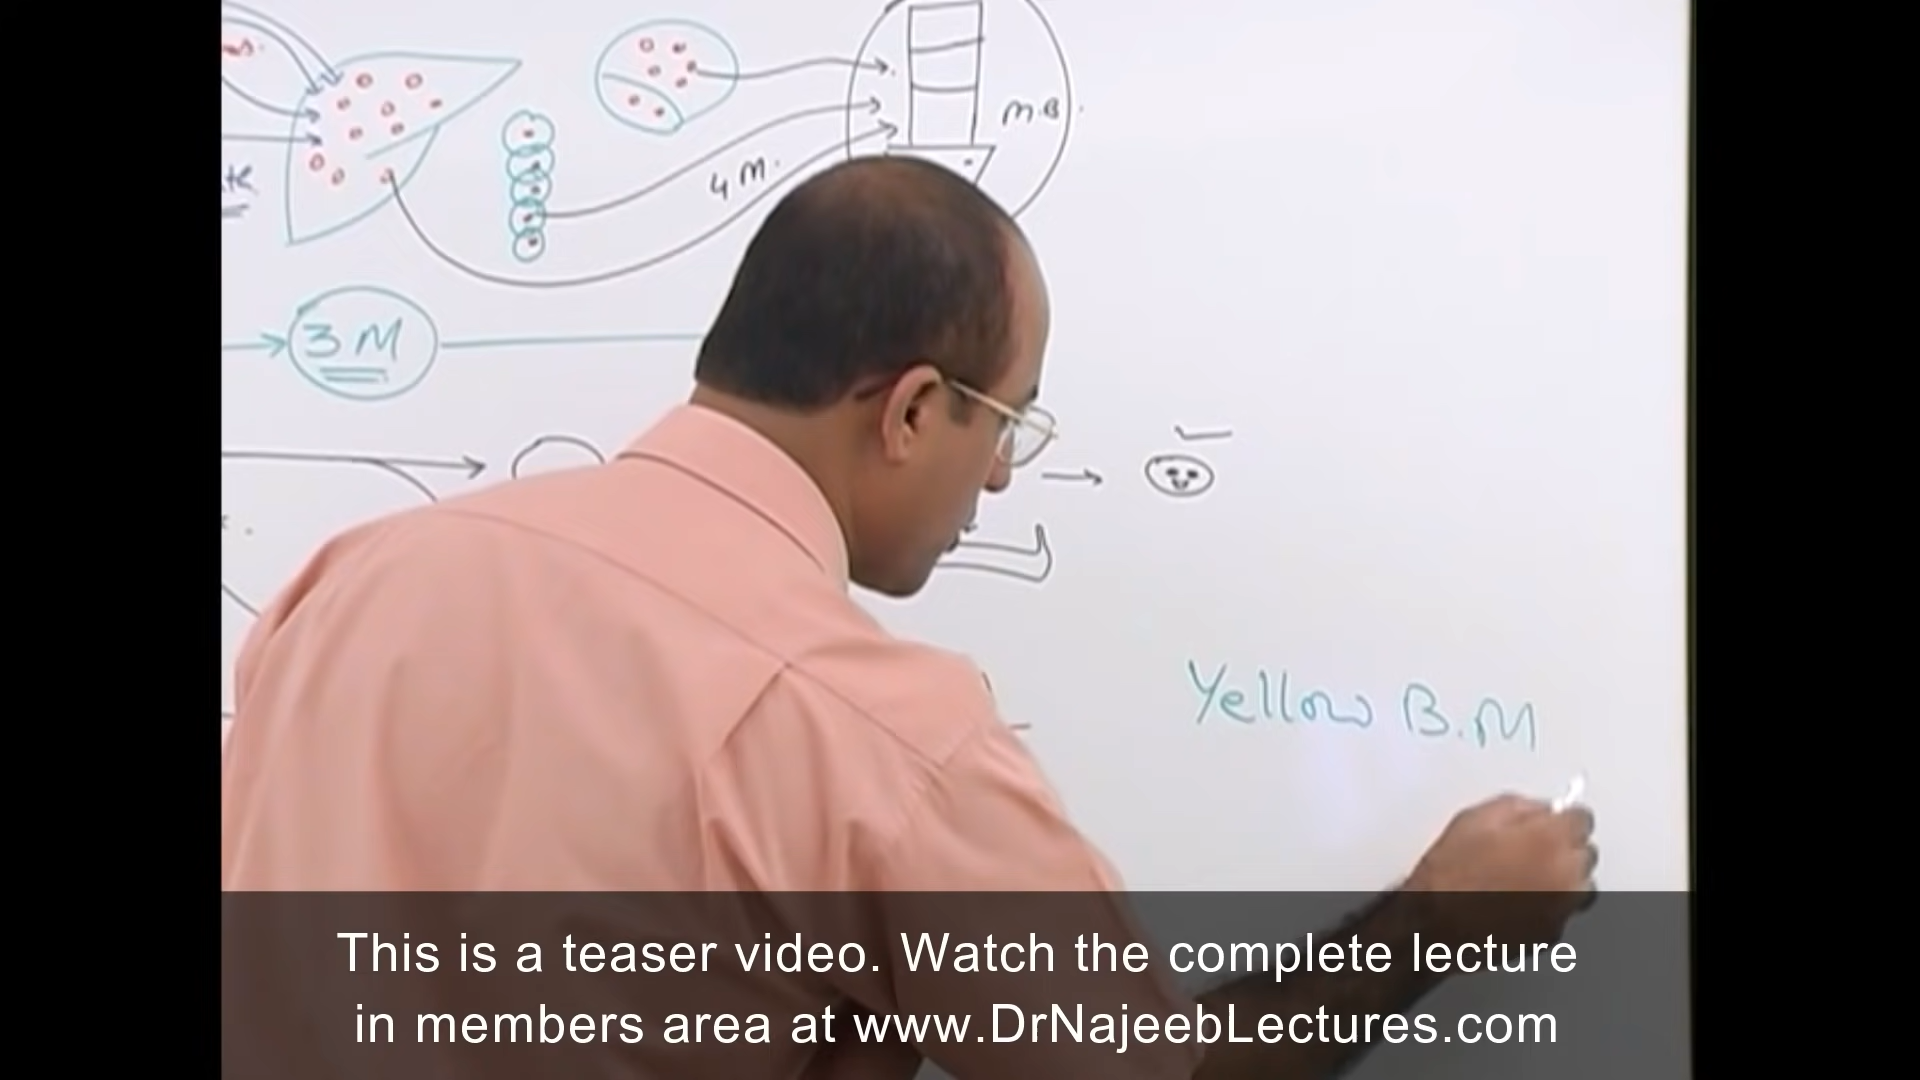 M.B.
4 M.
3 M
Yellow B.M
This is a teaser video. Watch the complete lecture
in members area at www.DrNajeebLectures.com